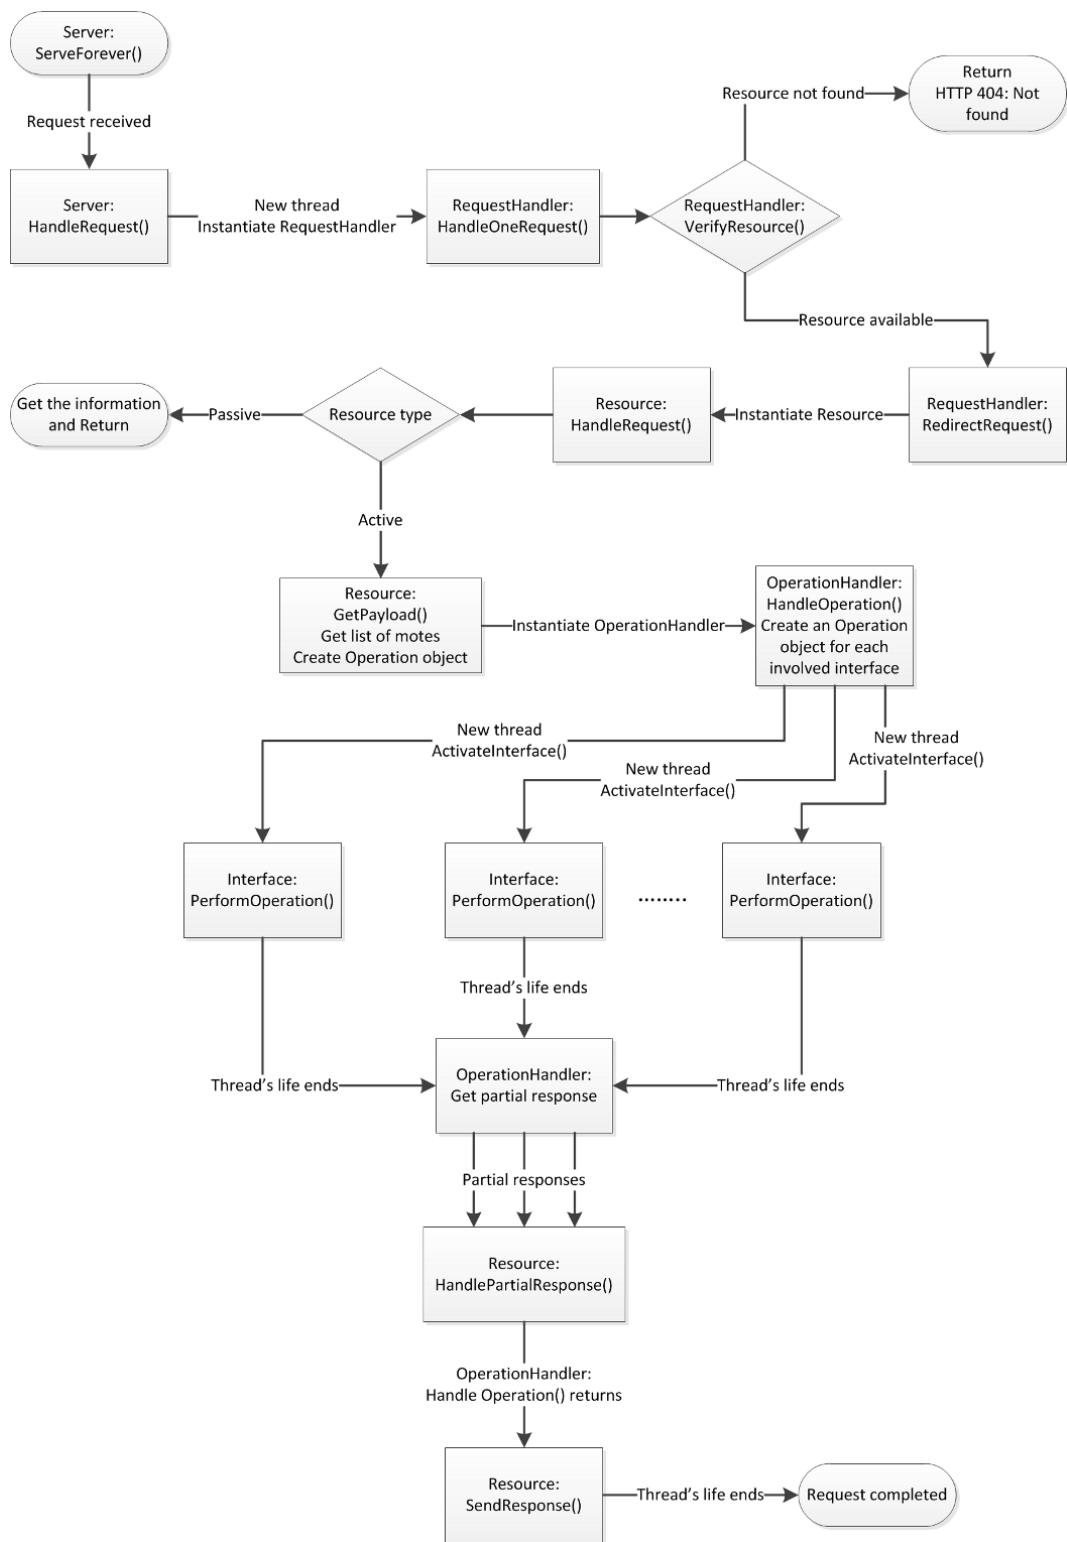 Server:
ServeForever()
Request received
Server:
HandleRequest()
New thread
Instantiate RequestHandler
RequestHandler:
HandleOneRequest()
RequestHandler:
VerifyResource()
Resource not found
Return
HTTP 404: Not
found
Resource available
RequestHandler:
RedirectRequest()
Instantiate Resource
Resource:
HandleRequest()
Resource type
Passive
Get the information
and Return
Active
Resource:
GetPayload()
Get list of motes
Create Operation object
Instantiate OperationHandler
OperationHandler:
HandleOperation()
Create an Operation
object for each
involved interface
New thread
ActivateInterface()
New thread
ActivateInterface()
New thread
ActivateInterface()
Interface:
PerformOperation()
Interface:
PerformOperation()
........
Interface:
PerformOperation()
Thread's life ends
Thread's life ends
Thread's life ends
OperationHandler:
Get partial response
Partial responses
Resource:
HandlePartialResponse()
OperationHandler:
Handle Operation() returns
Resource:
SendResponse()
Thread's life ends
Request completed